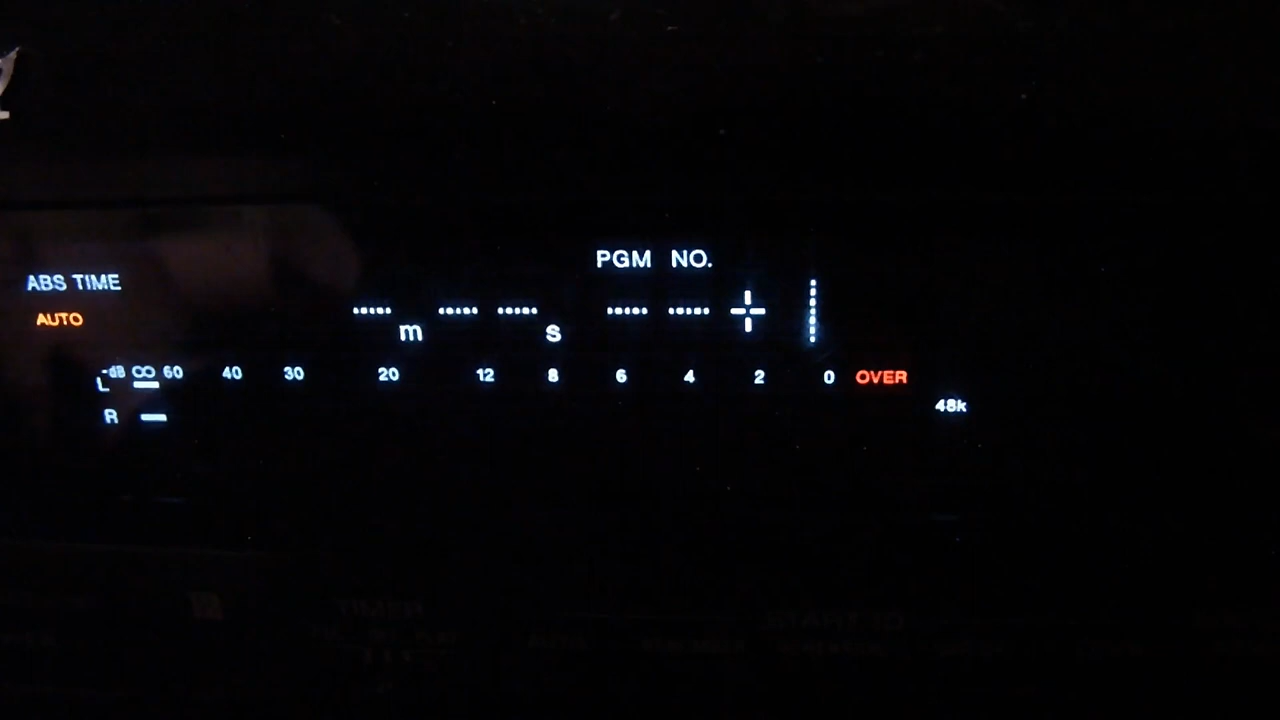 PGM NO.
ABS TIME
AUTO
-- m -- -- s -- --
-dB ∞ 60 40 30 20 12 8 6 4 2 0 OVER
L
48k
R